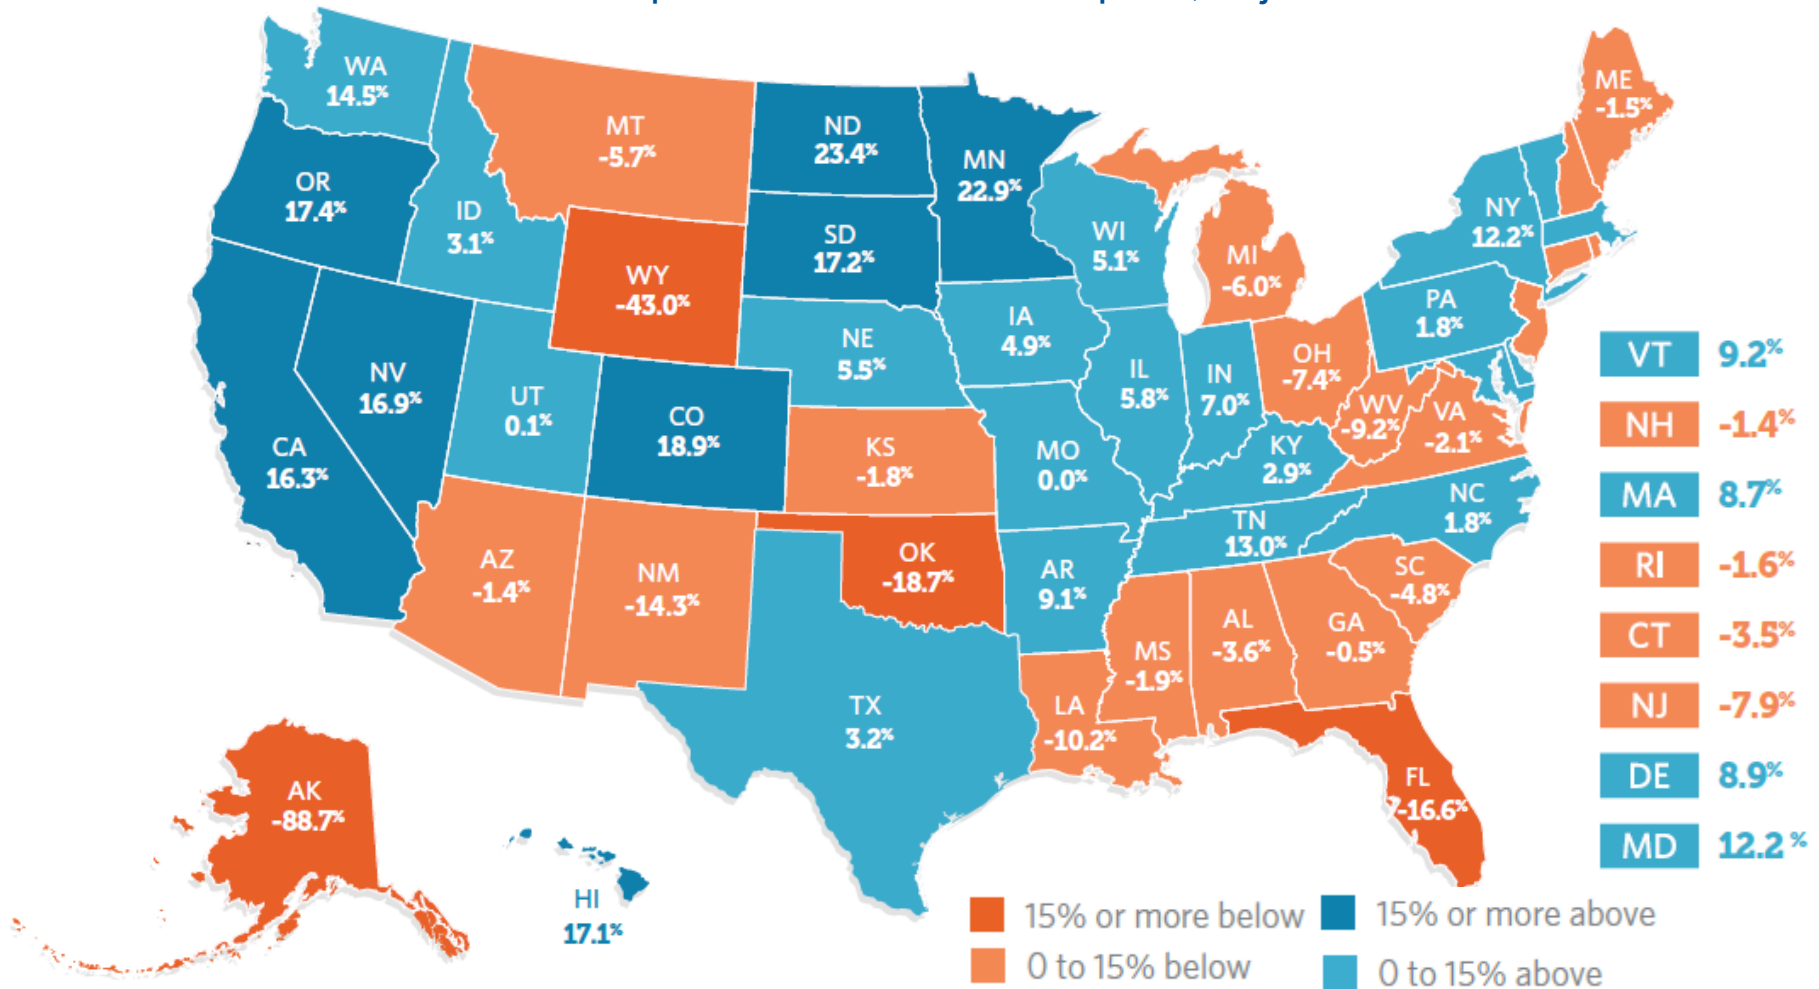 WA
14.5%
MT
-5.7%
ND
23.4%
MN
22.9%
ME
-1.5%
OR
17.4%
ID
3.1%
WY
-43.0%
SD
17.2%
WI
5.1%
MI
-6.0%
NY
12.2%
PA
1.8%
IA
4.9%
NE
5.5%
NV
16.9%
UT
0.1%
CO
18.9%
CA
16.3%
KS
-1.8%
MO
0.0%
IL
5.8%
IN
7.0%
OH
-7.4%
WV
-9.2%
VA
-2.1%
KY
2.9%
NC
1.8%
TN
13.0%
AZ
-1.4%
NM
-14.3%
OK
-18.7%
AR
9.1%
SC
-4.8%
MS
-1.9%
AL
-3.6%
GA
-0.5%
LA
-10.2%
TX
3.2%
FL
-16.6%
AK
-88.7%
HI
17.1%
VT 9.2%
NH -1.4%
MA 8.7%
RI -1.6%
CT -3.5%
NJ -7.9%
DE 8.9%
MD 12.2%
15% or more below
15% or more above
0 to 15% below
0 to 15% above